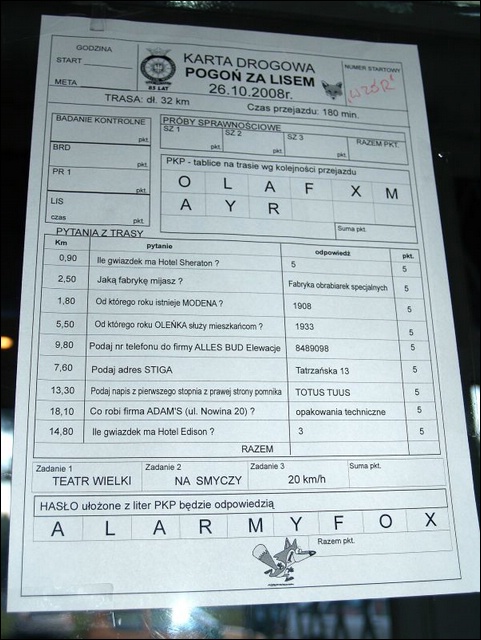 GODZINA
START
META
85 LAT
KARTA DROGOWA
POGOŃ ZA LISEM
26.10.2008r.
NUMER STARTOWY
"WZÓR"
TRASA: dł. 32 km
Czas przejazdu: 180 min.
BADANIE KONTROLNE
pkt.
BRD
pkt.
PR 1
pkt.
LIS
czas pkt.
PRÓBY SPRAWNOŚCIOWE
SZ 1 pkt. SZ 2 pkt. SZ 3 pkt. RAZEM PKT.
PKP - tablice na trasie wg kolejności przejazdu
O L A F X M
A Y R
Suma pkt.
PYTANIA Z TRASY
Km pytanie odpowiedź pkt.
0,90 Ile gwiazdek ma Hotel Sheraton ? 5 5
2,50 Jaką fabrykę mijasz ? Fabryka obrabiarek specjalnych 5
1,80 Od którego roku istnieje MODENA ? 1908 5
5,50 Od którego roku OLEŃKA służy mieszkańcom ? 1933 5
9,80 Podaj nr telefonu do firmy ALLES BUD Elewacje 8489098 5
7,60 Podaj adres STIGA Tatrzańska 13 5
13,30 Podaj napis z pierwszego stopnia z prawej strony pomnika TOTUS TUUS 5
18,10 Co robi firma ADAM'S (ul. Nowina 20) ? opakowania techniczne 5
14,80 Ile gwiazdek ma Hotel Edison ? 3 5
RAZEM
Zadanie 1 Zadanie 2 Zadanie 3 Suma pkt.
TEATR WIELKI NA SMYCZY 20 km/h
HASŁO ułożone z liter PKP będzie odpowiedzią
A L A R M Y F O X
Razem pkt.